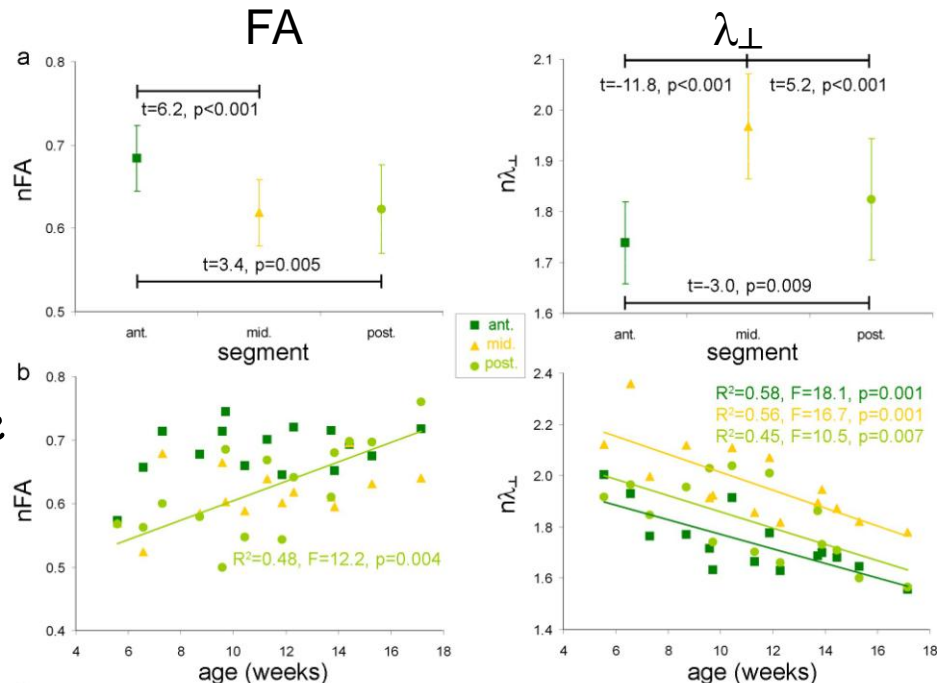 FA
λ⊥
a
0.8
0.7
0.6
0.5
nFA
t=6.2, p<0.001
t=3.4, p=0.005
ant. mid. post.
segment
2.1
2.0
1.9
1.8
1.7
1.6
nλ⊥
t=-11.8, p<0.001
t=5.2, p<0.001
t=-3.0, p=0.009
ant. mid. post.
segment
ant.
mid.
post.
b
0.8
0.7
0.6
0.5
0.4
nFA
R²=0.48, F=12.2, p=0.004
4 6 8 10 12 14 16 18
age (weeks)
2.4
2.2
2.0
1.8
1.6
1.4
nλ⊥
R²=0.58, F=18.1, p=0.001
R²=0.56, F=16.7, p=0.001
R²=0.45, F=10.5, p=0.007
4 6 8 10 12 14 16 18
age (weeks)